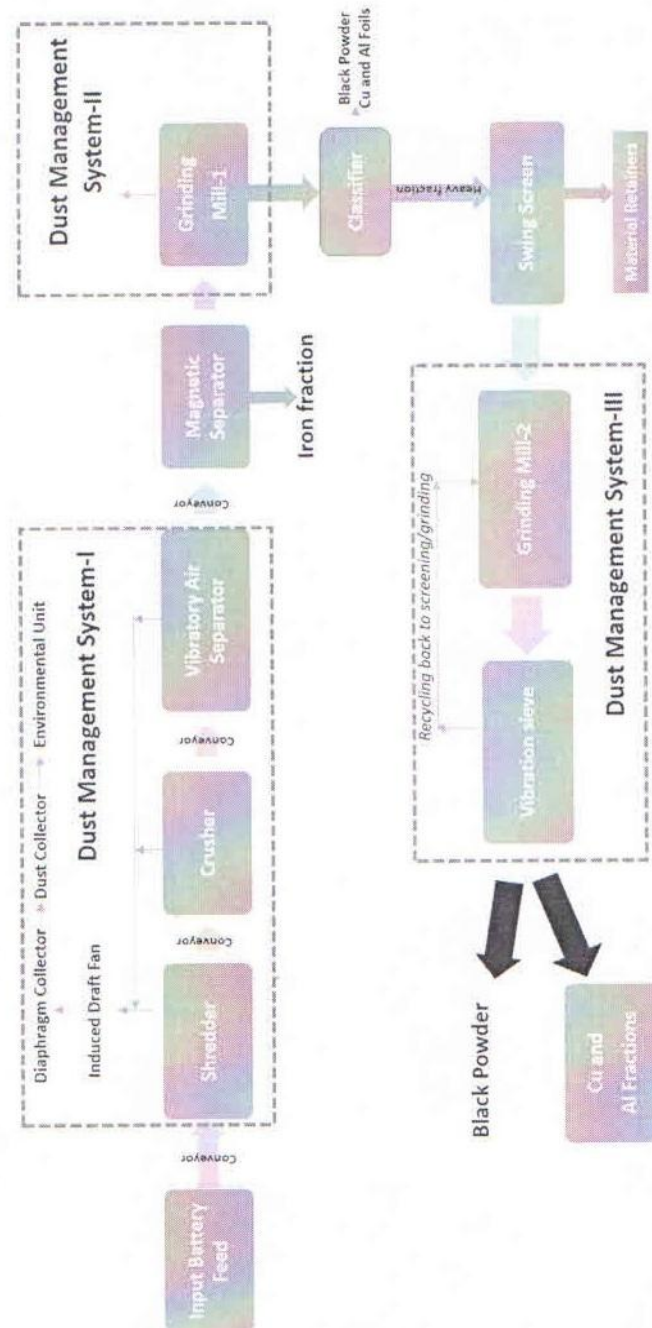 Diaphragm Collector
Dust Collector
Environmental Unit
Induced Draft Fan
Dust Management System-I
Input Battery
Feed
Conveyor
Shredder
Conveyor
Crusher
Conveyor
Vibratory Air
Separator
Conveyor
Magnetic
Separator
Iron fraction
Dust Management
System-II
Grinding
Mill-1
Classifier
Black Powder
Cu and Al Foils
Heavy fraction
Swing Screen
Material Retainers
Recycling back to screening/grinding
Grinding Mill-2
Vibration sieve
Dust Management System-III
Black Powder
Cu and
Al Fractions